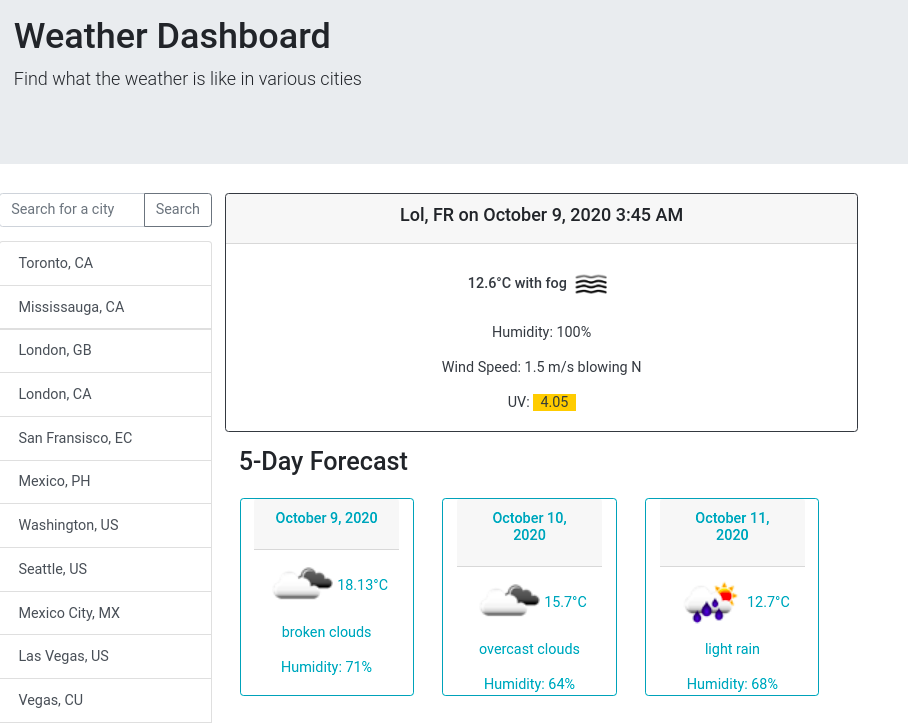 Weather Dashboard
Find what the weather is like in various cities
Search for a city
Search
Toronto, CA
Mississauga, CA
London, GB
London, CA
San Fransisco, EC
Mexico, PH
Washington, US
Seattle, US
Mexico City, MX
Las Vegas, US
Vegas, CU
Lol, FR on October 9, 2020 3:45 AM
12.6°C with fog
Humidity: 100%
Wind Speed: 1.5 m/s blowing N
UV: 4.05
5-Day Forecast
October 9, 2020
18.13°C
broken clouds
Humidity: 71%
October 10,
2020
15.7°C
overcast clouds
Humidity: 64%
October 11,
2020
12.7°C
light rain
Humidity: 68%